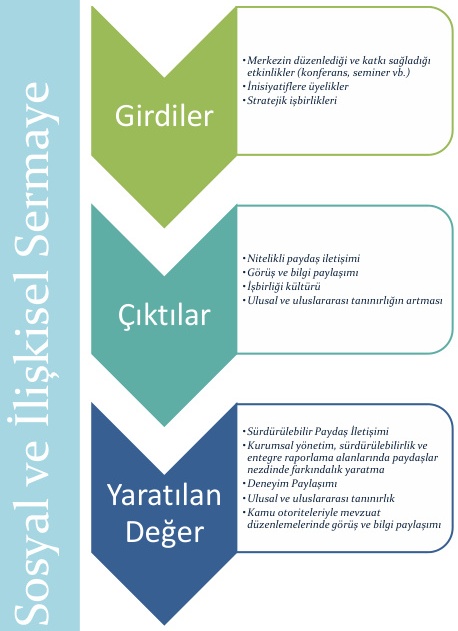 Sosyal ve İlişkisel Sermaye
Girdiler
•Merkezin düzenlediği ve katkı sağladığı
etkinlikler (konferans, seminer vb.)
•İnisiyatiflere üyelikler
•Stratejik işbirlikleri
Çıktılar
•Nitelikli paydaş iletişimi
•Görüş ve bilgi paylaşımı
•İşbirliği kültürü
•Ulusal ve uluslararası tanınırlığın artması
Yaratılan
Değer
•Sürdürülebilir Paydaş İletişimi
•Kurumsal yönetim, sürdürülebilirlik ve
entegre raporlama alanlarında paydaşlar
nezdinde farkındalık yaratma
•Deneyim Paylaşımı
•Ulusal ve uluslararası tanınırlık
•Kamu otoriteleriyle mevzuat
düzenlemelerinde görüş ve bilgi paylaşımı